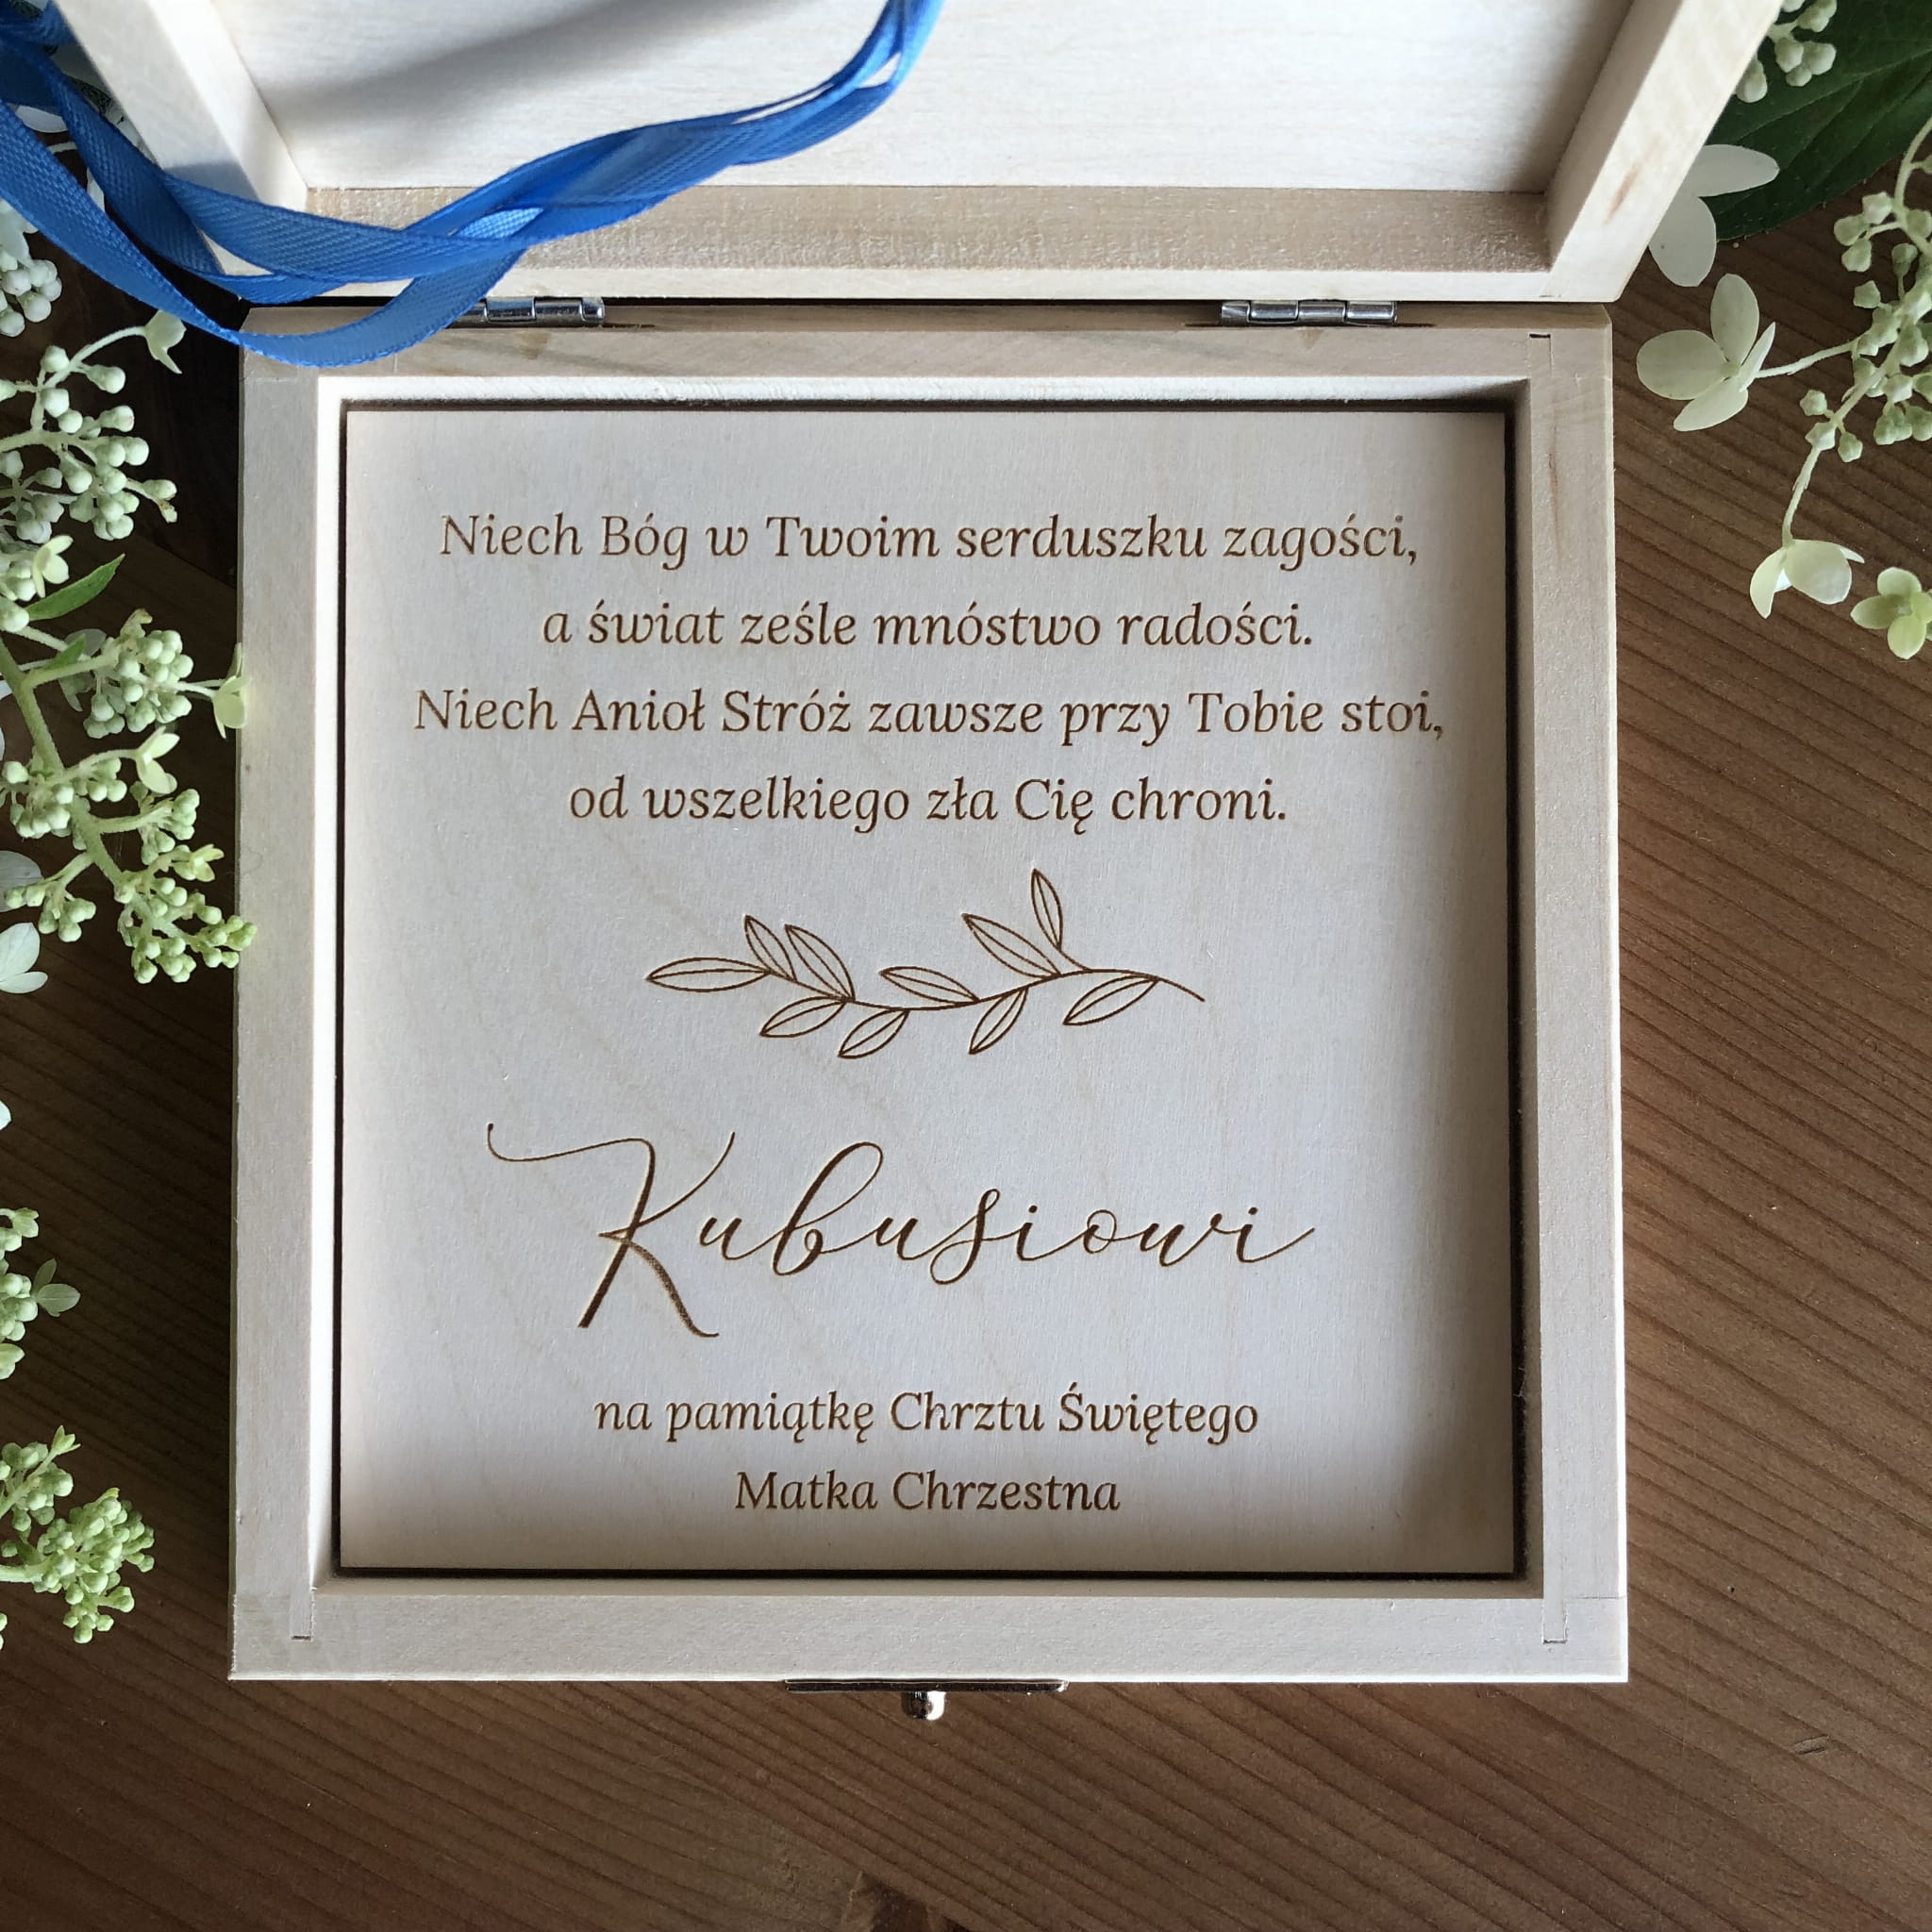 Niech Bóg w Twoim serduszku zagości,
a świat ześle mnóstwo radości.
Niech Anioł Stróż zawsze przy Tobie stoi,
od wszelkiego zła Cię chroni.
Kubusiowi
na pamiątkę Chrztu Świętego
Matka Chrzestna